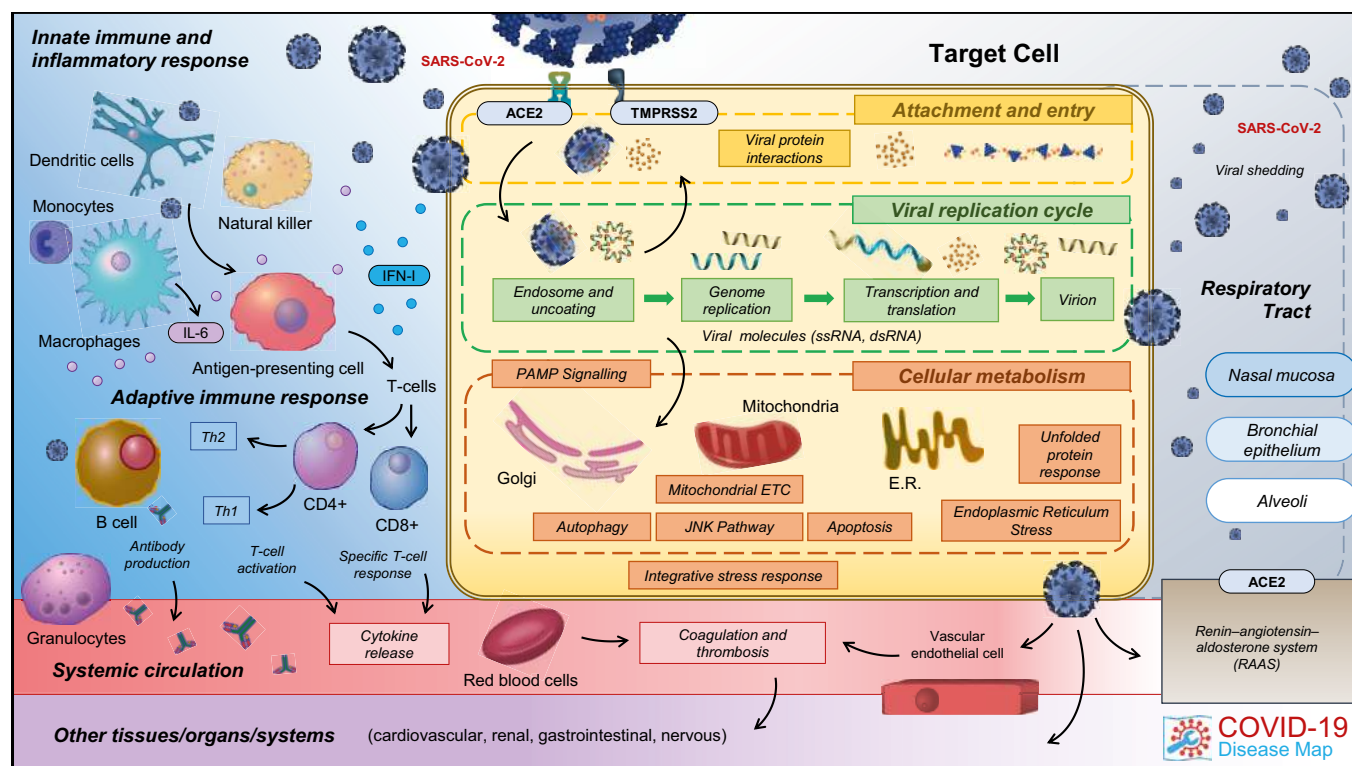 Innate immune and
inflammatory response
SARS-CoV-2
Target Cell
ACE2
TMPRSS2
Attachment and entry
Viral protein
interactions
SARS-CoV-2
Viral shedding
Dendritic cells
Natural killer
Monocytes
IFN-I
Macrophages
IL-6
Antigen-presenting cell
Viral replication cycle
Endosome and
uncoating
Genome
replication
Transcription and
translation
Virion
Viral molecules (ssRNA, dsRNA)
Respiratory
Tract
Nasal mucosa
Bronchial
epithelium
Alveoli
PAMP Signalling
Cellular metabolism
Golgi
Mitochondria
E.R.
Unfolded
protein
response
Mitochondrial ETC
Autophagy
JNK Pathway
Apoptosis
Endoplasmic Reticulum
Stress
Integrative stress response
T-cells
Adaptive immune response
Th2
Th1
CD4+
CD8+
B cell
Antibody
production
T-cell
activation
Specific T-cell
response
Granulocytes
Systemic circulation
Cytokine
release
Red blood cells
Coagulation and
thrombosis
Vascular
endothelial cell
ACE2
Renin–angiotensin–
aldosterone system
(RAAS)
Other tissues/organs/systems
(cardiovascular, renal, gastrointestinal, nervous)
COVID-19
Disease Map